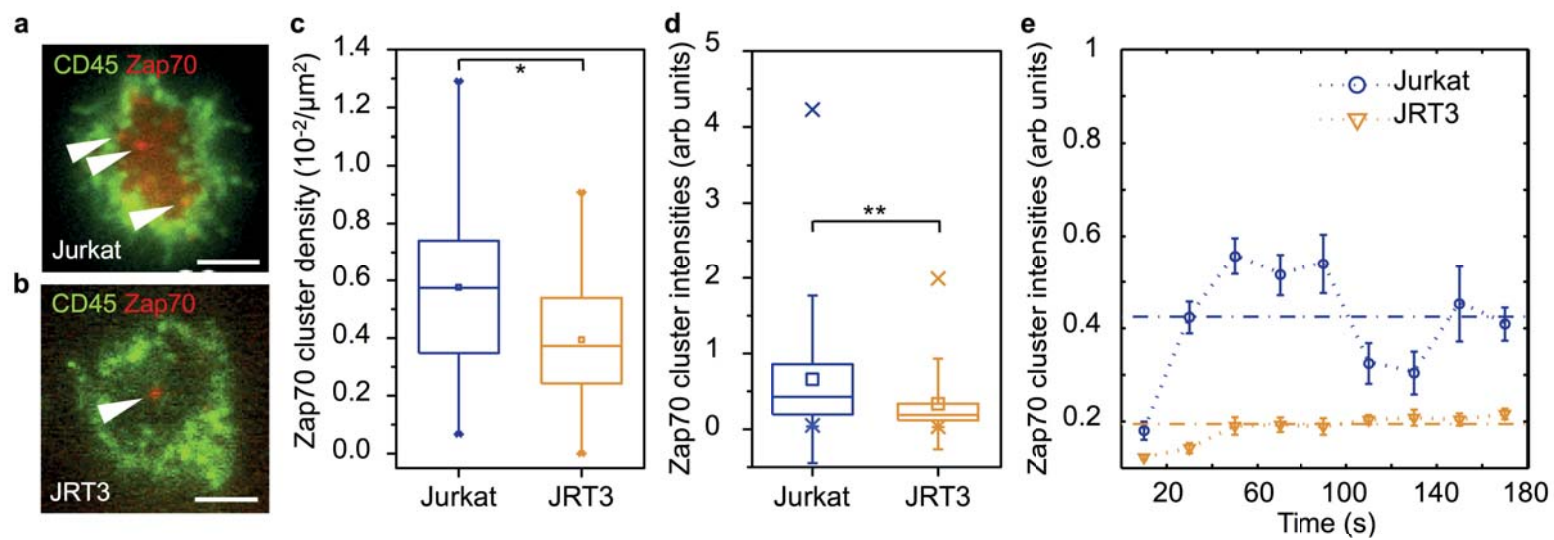 a
CD45 Zap70
Jurkat
b
CD45 Zap70
JRT3
c
Zap70 cluster density (10⁻²/µm²)
1.4
1.2
1.0
0.8
0.6
0.4
0.2
0.0
*
Jurkat
JRT3
d
Zap70 cluster intensities (arb units)
5
4
3
2
1
0
**
Jurkat
JRT3
e
Zap70 cluster intensities (arb units)
1
0.8
0.6
0.4
0.2
Jurkat
JRT3
20
60
100
140
180
Time (s)